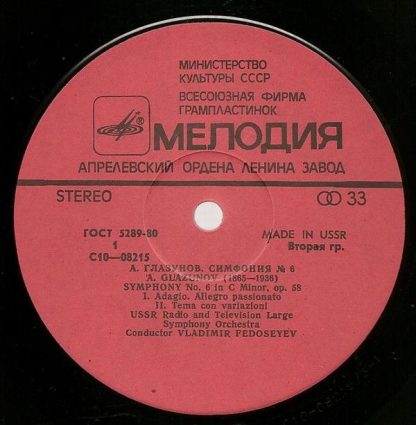 МИНИСТЕРСТВО
КУЛЬТУРЫ СССР
ВСЕСОЮЗНАЯ ФИРМА
ГРАМПЛАСТИНОК
МЕЛОДИЯ
АПРЕЛЕВСКИЙ ОРДЕНА ЛЕНИНА ЗАВОД
STEREO 33
ГОСТ 5289-80 MADE IN USSR
1 Вторая гр.
С10—08215
А. ГЛАЗУНОВ. СИМФОНИЯ № 6
A. GLAZUNOV (1865—1936)
SYMPHONY No. 6 in C Minor, op. 58
I. Adagio. Allegro passionato
II. Tema con variazioni
USSR Radio and Television Large
Symphony Orchestra
Conductor VLADIMIR FEDOSEYEV